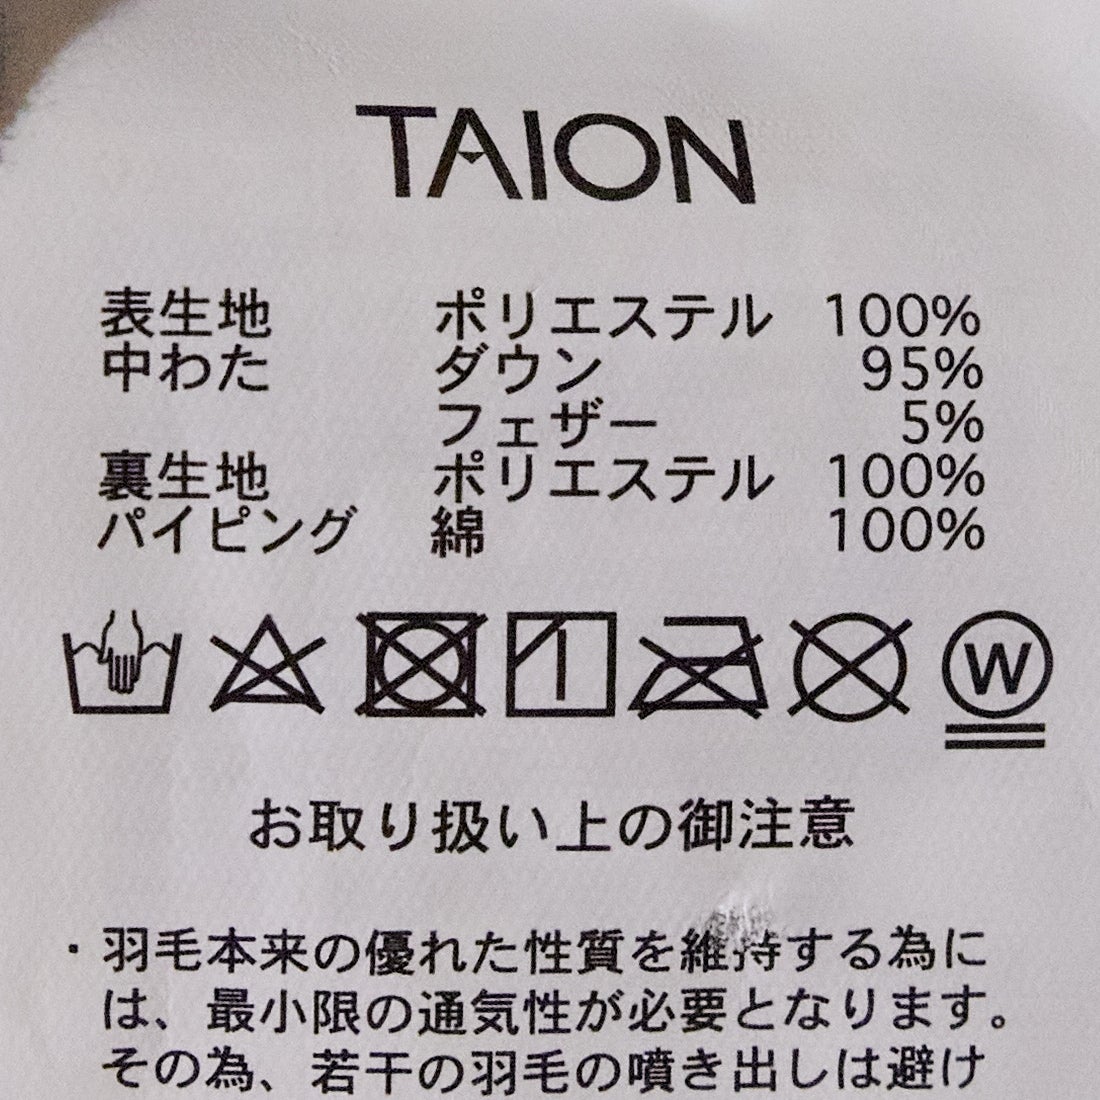 TAION
表生地 ポリエステル 100%
中わた ダウン 95%
フェザー 5%
裏生地 ポリエステル 100%
パイピング 綿 100%
W
お取り扱い上の御注意
・羽毛本来の優れた性質を維持する為に
は、最小限の通気性が必要となります。
その為、若干の羽毛の噴き出しは避け